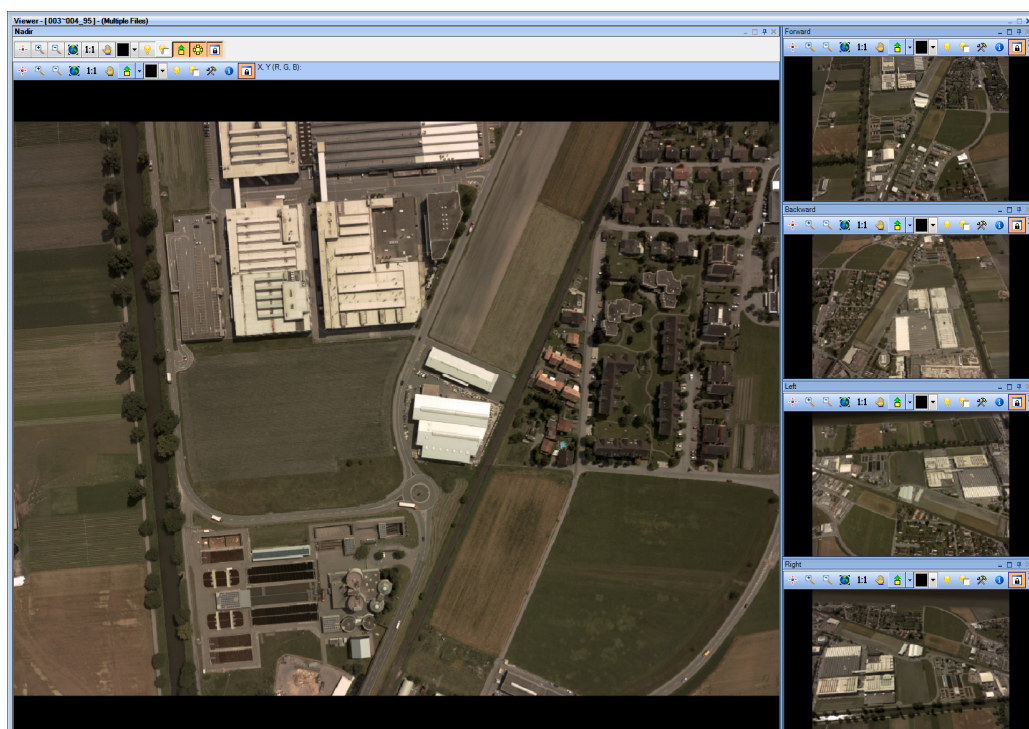 Viewer - [ 003~004_95 ] - (Multiple Files)
Nadir
1:1
1:1
X, Y (R, G, B):
Forward
1:1
Backward
1:1
Left
1:1
Right
1:1